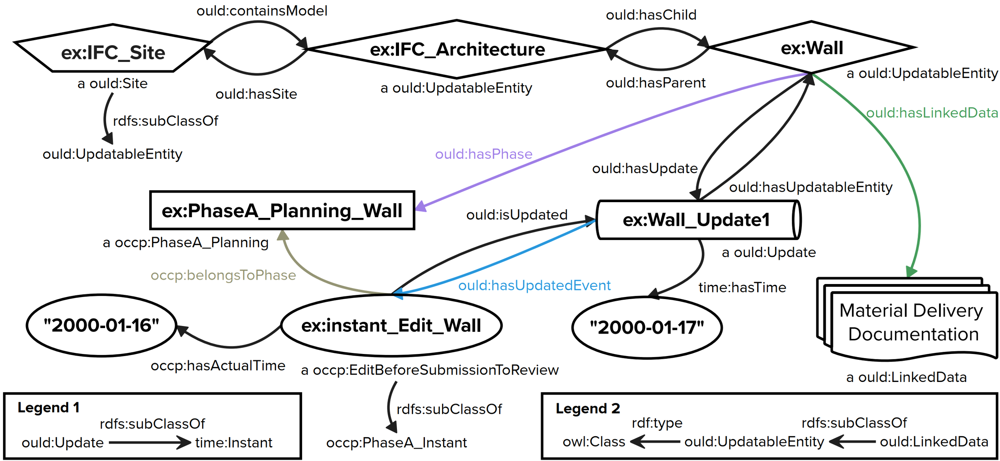 ould:containsModel
ould:hasChild
ex:IFC_Site
ex:IFC_Architecture
ex:Wall
a ould:Site
ould:hasSite
a ould:UpdatableEntity
ould:hasParent
a ould:UpdatableEntity
rdfs:subClassOf
ould:hasLinkedData
ould:UpdatableEntity
ould:hasPhase
ould:hasUpdate
ould:hasUpdatableEntity
ex:PhaseA_Planning_Wall
ould:isUpdated
ex:Wall_Update1
a occp:PhaseA_Planning
a ould:Update
occp:belongsToPhase
ould:hasUpdatedEvent
time:hasTime
"2000-01-16"
ex:instant_Edit_Wall
"2000-01-17"
Material Delivery
Documentation
occp:hasActualTime
a occp:EditBeforeSubmissionToReview
a ould:LinkedData
rdfs:subClassOf
occp:PhaseA_Instant
Legend 1
rdfs:subClassOf
ould:Update
time:Instant
Legend 2
rdf:type
rdfs:subClassOf
owl:Class
ould:UpdatableEntity
ould:LinkedData